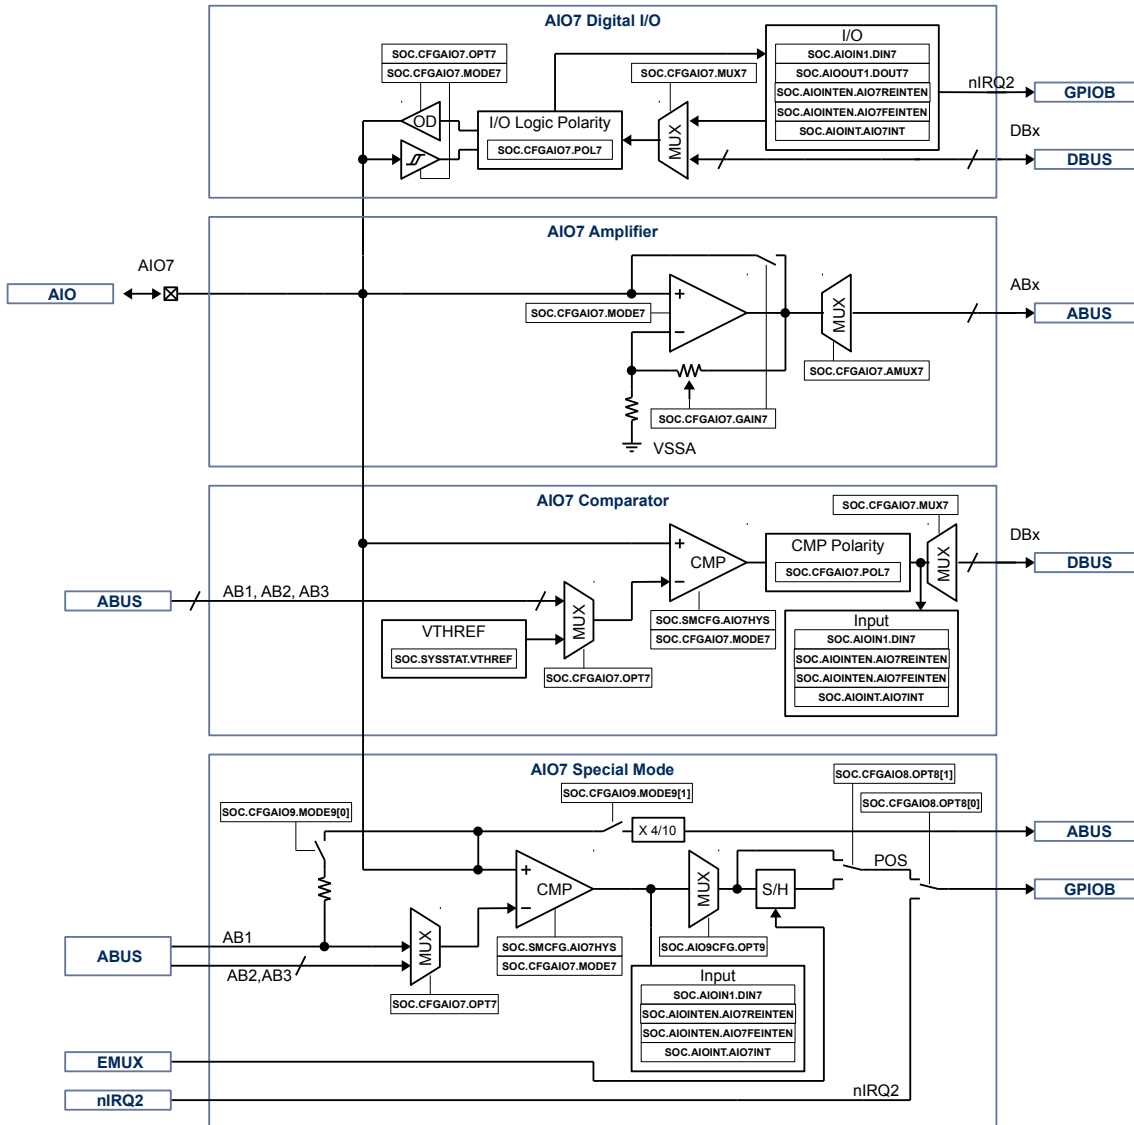 AIO7 Digital I/O
SOC.CFGAIO7.OPT7
SOC.CFGAIO7.MODE7
OD
I/O Logic Polarity
SOC.CFGAIO7.POL7
SOC.CFGAIO7.MUX7
MUX
I/O
SOC.AIOIN1.DIN7
SOC.AIOOUT1.DOUT7
SOC.AIOINTEN.AIO7REINTEN
SOC.AIOINTEN.AIO7FEINTEN
SOC.AIOINT.AIO7INT
nIRQ2
GPIOB
DBx
DBUS
AIO7 Amplifier
AIO7
AIO
SOC.CFGAIO7.MODE7
+
−
MUX
SOC.CFGAIO7.AMUX7
SOC.CFGAIO7.GAIN7
VSSA
ABx
ABUS
AIO7 Comparator
ABUS
AB1, AB2, AB3
VTHREF
SOC.SYSSTAT.VTHREF
MUX
SOC.CFGAIO7.OPT7
+
−
CMP
SOC.SMCFG.AIO7HYS
SOC.CFGAIO7.MODE7
CMP Polarity
SOC.CFGAIO7.POL7
SOC.CFGAIO7.MUX7
MUX
DBx
DBUS
Input
SOC.AIOIN1.DIN7
SOC.AIOINTEN.AIO7REINTEN
SOC.AIOINTEN.AIO7FEINTEN
SOC.AIOINT.AIO7INT
AIO7 Special Mode
SOC.CFGAIO9.MODE9[0]
SOC.CFGAIO9.MODE9[1]
SOC.CFGAIO8.OPT8[1]
SOC.CFGAIO8.OPT8[0]
X 4/10
ABUS
+
−
CMP
SOC.SMCFG.AIO7HYS
SOC.CFGAIO7.MODE7
MUX
SOC.AIO9CFG.OPT9
S/H
POS
GPIOB
ABUS
AB1
AB2,AB3
MUX
SOC.CFGAIO7.OPT7
Input
SOC.AIOIN1.DIN7
SOC.AIOINTEN.AIO7REINTEN
SOC.AIOINTEN.AIO7FEINTEN
SOC.AIOINT.AIO7INT
EMUX
nIRQ2
nIRQ2